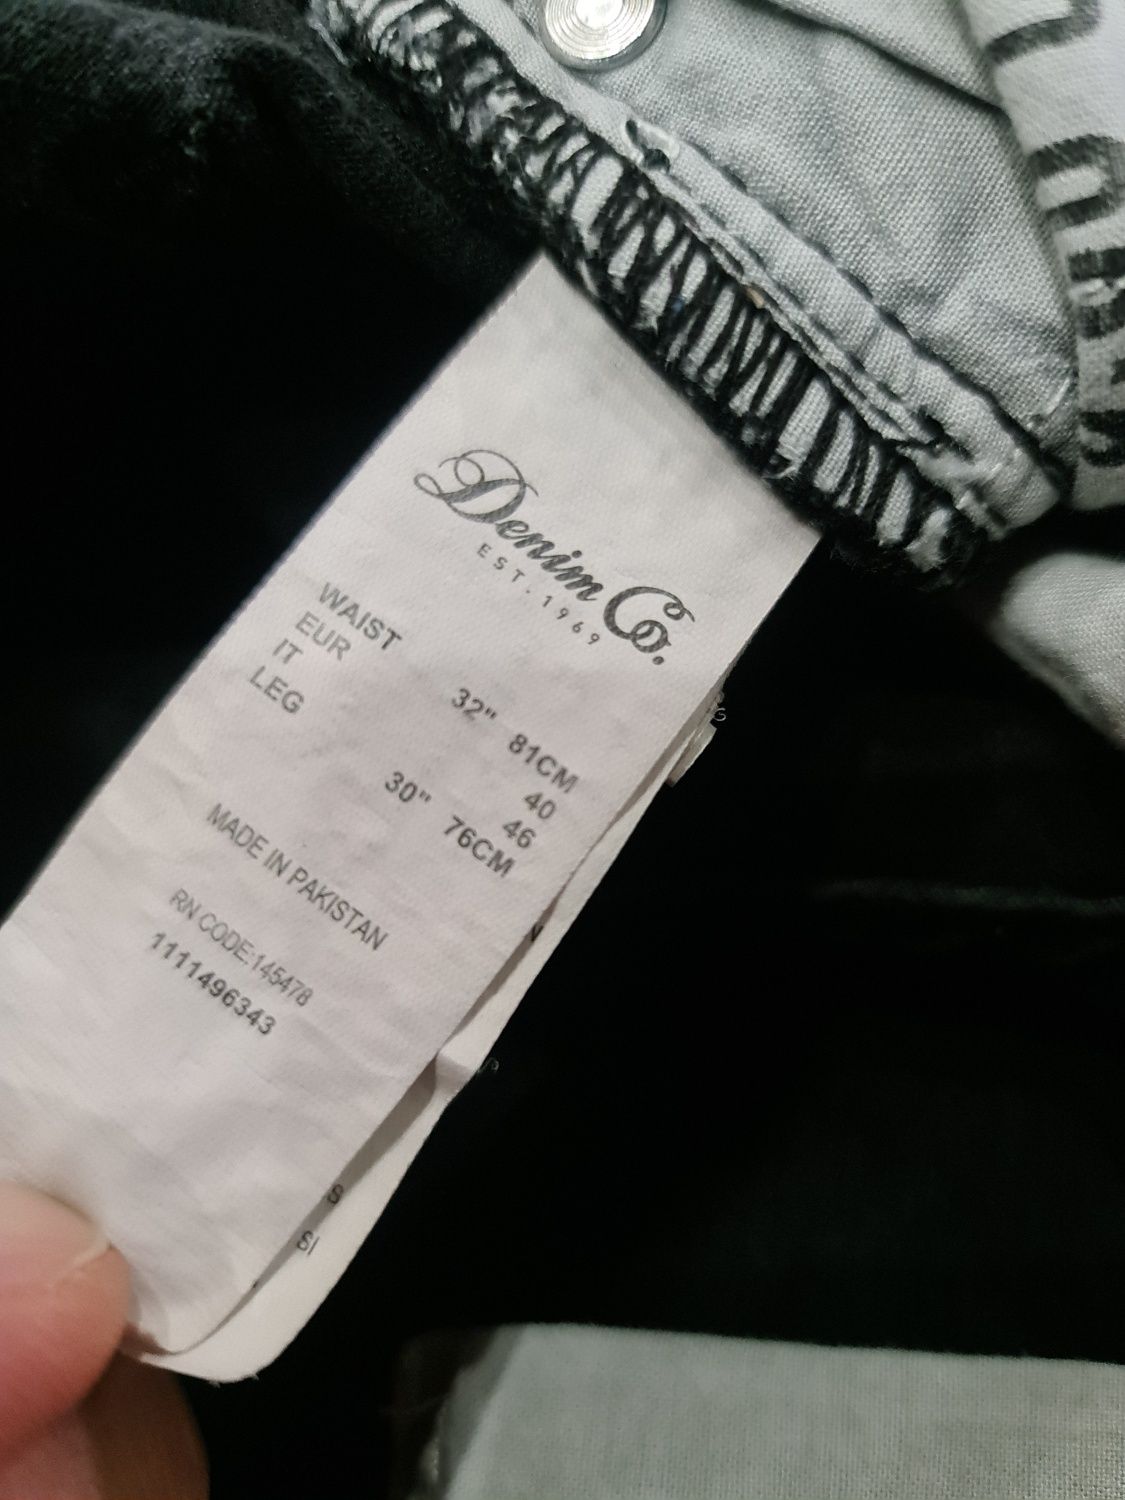 Denim Co.
EST.1969
WAIST 32" 81CM
EUR 40
IT 46
LEG 30" 76CM
MADE IN PAKISTAN
RN CODE:145478
1111496343
S
SI